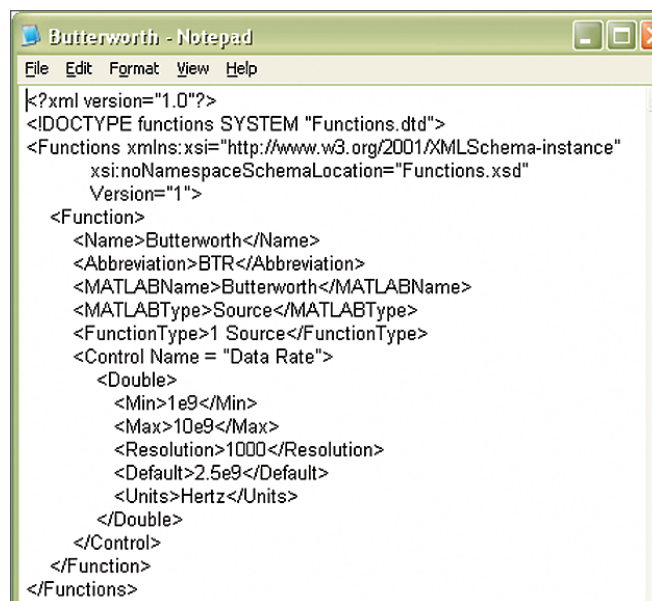 Butterworth - Notepad
File Edit Format View Help
<?xml version="1.0"?>
<!DOCTYPE functions SYSTEM "Functions.dtd">
<Functions xmlns:xsi="http://www.w3.org/2001/XMLSchema-instance"
xsi:noNamespaceSchemaLocation="Functions.xsd"
Version="1">
<Function>
<Name>Butterworth</Name>
<Abbreviation>BTR</Abbreviation>
<MATLABName>Butterworth</MATLABName>
<MATLABType>Source</MATLABType>
<FunctionType>1 Source</FunctionType>
<Control Name = "Data Rate">
<Double>
<Min>1e9</Min>
<Max>10e9</Max>
<Resolution>1000</Resolution>
<Default>2.5e9</Default>
<Units>Hertz</Units>
</Double>
</Control>
</Function>
</Functions>